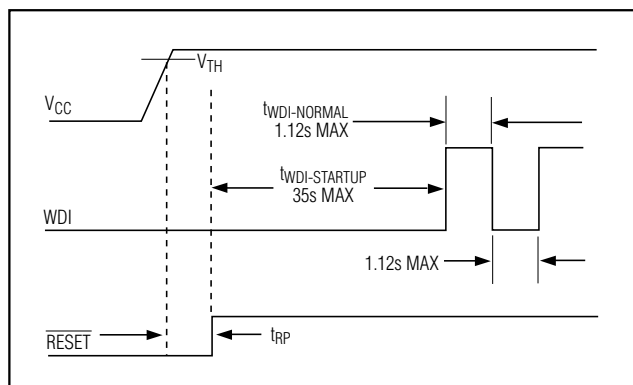 VTH
VCC
tWDI-NORMAL
1.12s MAX
tWDI-STARTUP
35s MAX
WDI
1.12s MAX
RESET
tRP